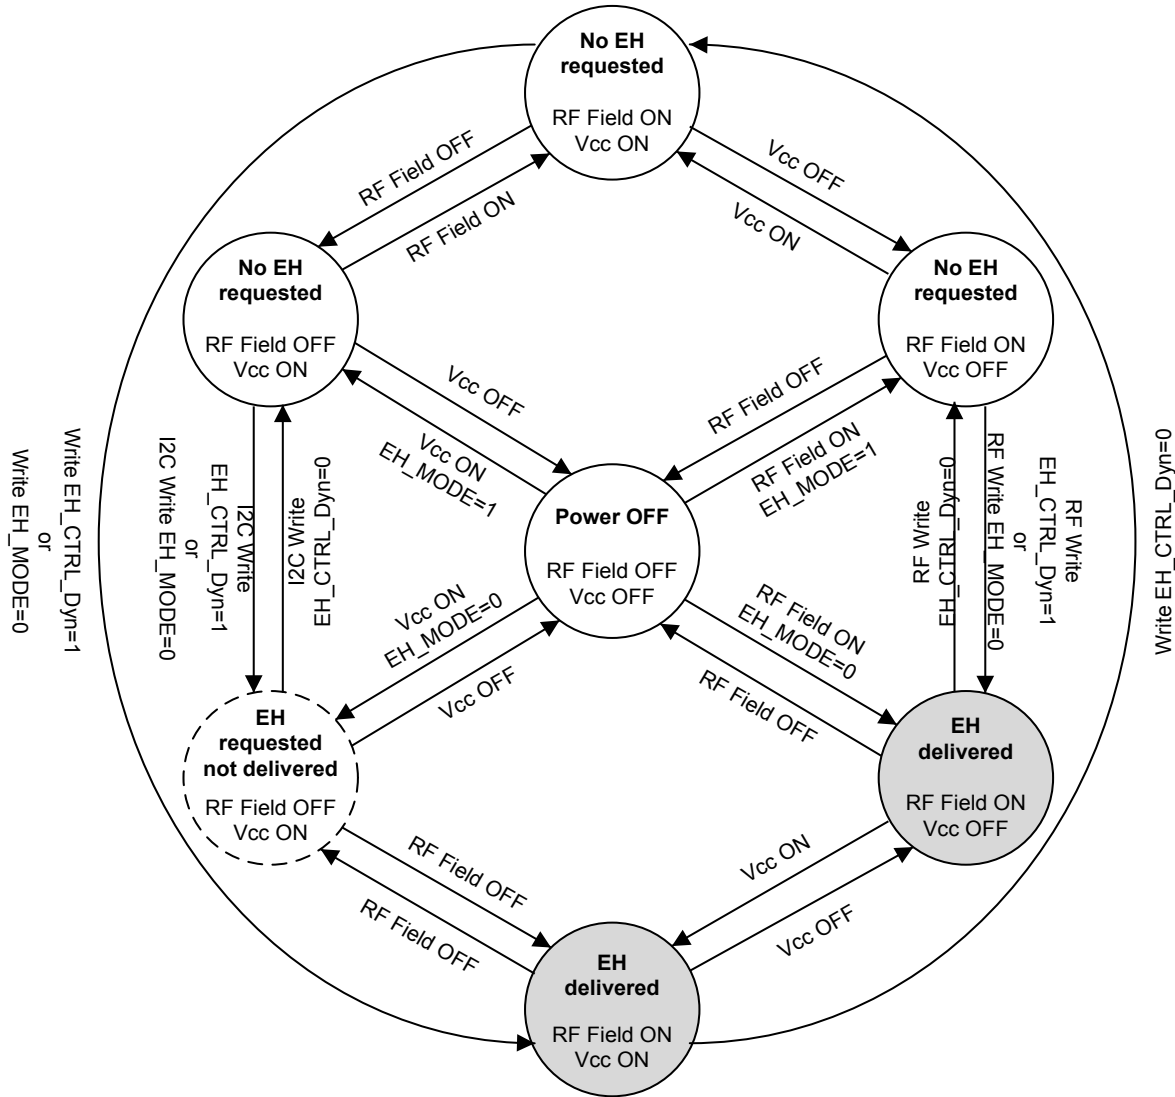 No EH
requested
RF Field ON
Vcc ON
RF Field OFF
RF Field ON
Vcc OFF
Vcc ON
No EH
requested
RF Field OFF
Vcc ON
No EH
requested
RF Field ON
Vcc OFF
Vcc OFF
Vcc ON
EH_MODE=1
RF Field OFF
RF Field ON
EH_MODE=1
Write EH_CTRL_Dyn=1
or
Write EH_MODE=0
I2C Write
EH_CTRL_Dyn=1
or
I2C Write EH_MODE=0
I2C Write
EH_CTRL_Dyn=0
Power OFF
RF Field OFF
Vcc OFF
RF Write
EH_CTRL_Dyn=0
RF Write
EH_CTRL_Dyn=1
or
RF Write EH_MODE=0
Write EH_CTRL_Dyn=0
Vcc ON
EH_MODE=0
Vcc OFF
RF Field ON
EH_MODE=0
RF Field OFF
EH
requested
not delivered
RF Field OFF
Vcc ON
EH
delivered
RF Field ON
Vcc OFF
RF Field OFF
RF Field OFF
Vcc ON
Vcc OFF
EH
delivered
RF Field ON
Vcc ON